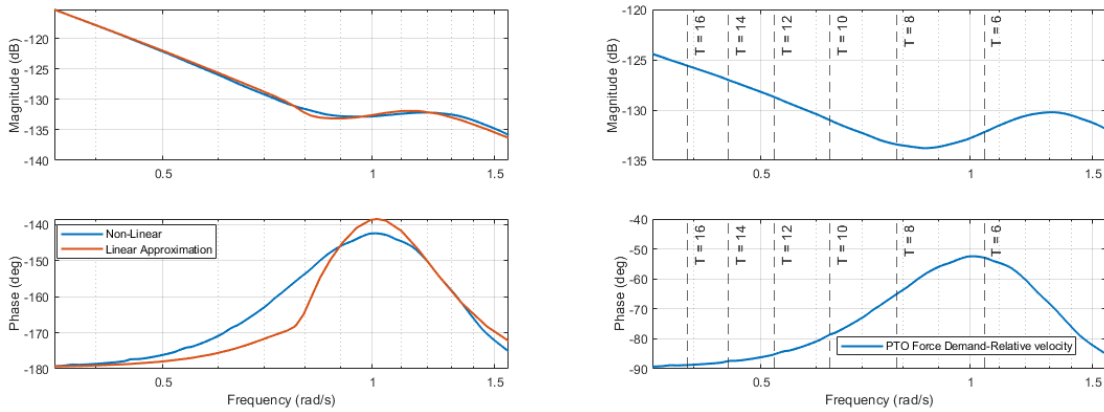 -120
-125
-130
-135
-140
Magnitude (dB)
0.5
1
1.5
-140
-150
-160
-170
-180
Phase (deg)
Non-Linear
Linear Approximation
0.5
1
1.5
Frequency (rad/s)
-120
-125
-130
-135
Magnitude (dB)
T = 16
T = 14
T = 12
T = 10
T = 8
T = 6
0.5
1
1.5
-40
-50
-60
-70
-80
-90
Phase (deg)
T = 16
T = 14
T = 12
T = 10
T = 8
T = 6
PTO Force Demand-Relative velocity
0.5
1
1.5
Frequency (rad/s)